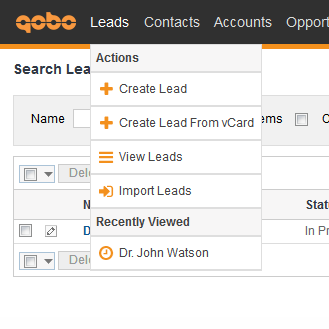 qobo Leads Contacts Accounts Opport
Search Lea
Actions
Create Lead
Name
Create Lead From vCard
ems
View Leads
Dele
Import Leads
N
Stat
Recently Viewed
D
In Pr
Dr. John Watson
Dele